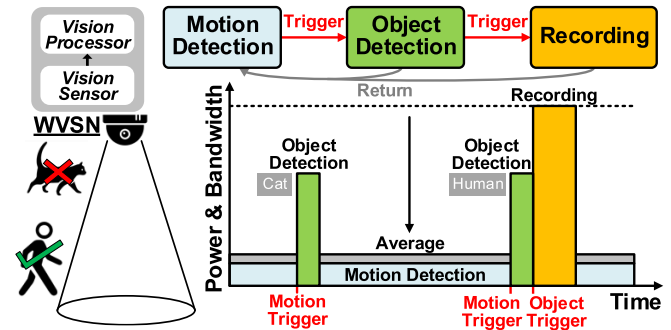 Vision
Processor
Vision
Sensor
WVSN
Motion
Detection
Trigger
Object
Detection
Trigger
Recording
Return
Power & Bandwidth
Recording
Object
Detection
Cat
Object
Detection
Human
Average
Motion Detection
Motion
Trigger
Motion
Trigger
Object
Trigger
Time